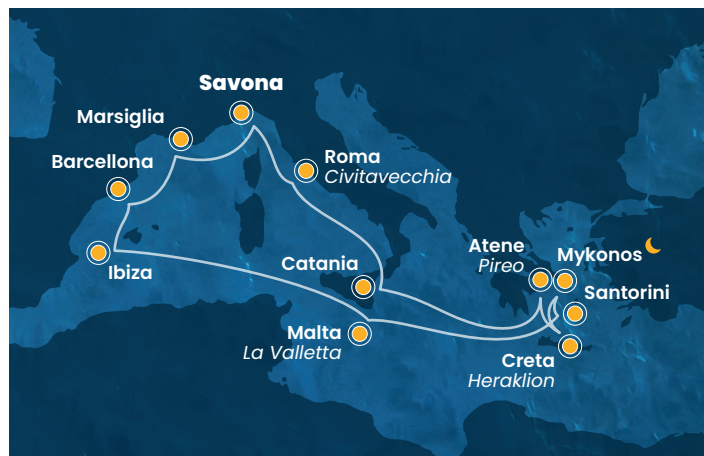 Savona
Marsiglia
Barcellona
Roma
Civitavecchia
Atene
Pireo
Mykonos
Catania
Ibiza
Santorini
Malta
La Valletta
Creta
Heraklion